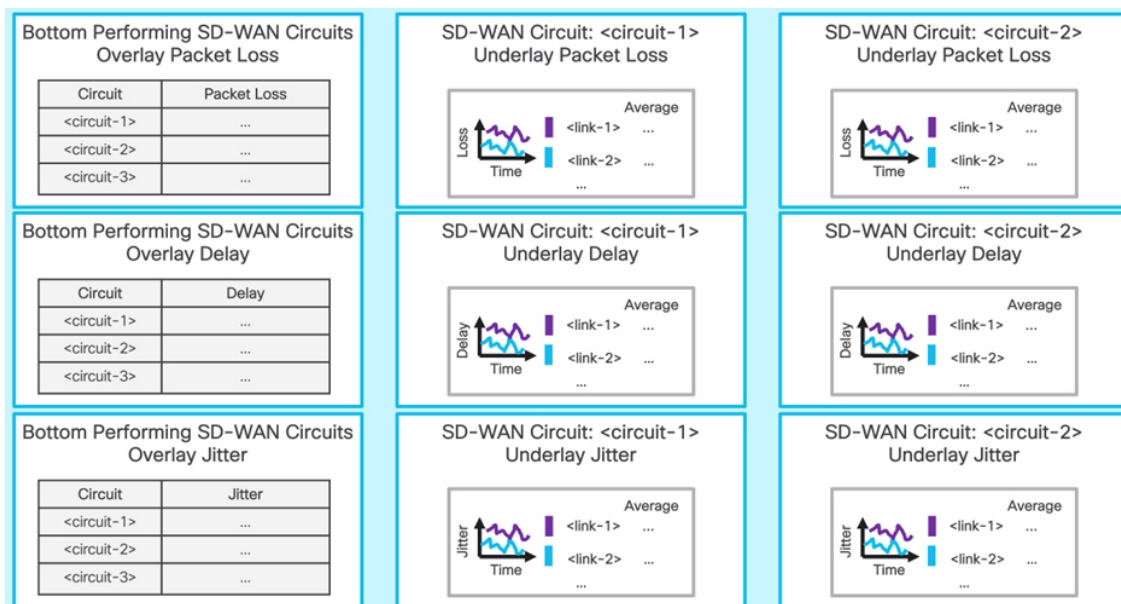 Bottom Performing SD-WAN Circuits
Overlay Packet Loss
Circuit Packet Loss
<circuit-1> ...
<circuit-2> ...
<circuit-3> ...
SD-WAN Circuit: <circuit-1>
Underlay Packet Loss
Average
Loss
<link-1> ...
<link-2> ...
Time
...
SD-WAN Circuit: <circuit-2>
Underlay Packet Loss
Average
Loss
<link-1> ...
<link-2> ...
Time
...
Bottom Performing SD-WAN Circuits
Overlay Delay
Circuit Delay
<circuit-1> ...
<circuit-2> ...
<circuit-3> ...
SD-WAN Circuit: <circuit-1>
Underlay Delay
Average
Delay
<link-1> ...
<link-2> ...
Time
...
SD-WAN Circuit: <circuit-2>
Underlay Delay
Average
Delay
<link-1> ...
<link-2> ...
Time
...
Bottom Performing SD-WAN Circuits
Overlay Jitter
Circuit Jitter
<circuit-1> ...
<circuit-2> ...
<circuit-3> ...
SD-WAN Circuit: <circuit-1>
Underlay Jitter
Average
Jitter
<link-1> ...
<link-2> ...
Time
...
SD-WAN Circuit: <circuit-2>
Underlay Jitter
Average
Jitter
<link-1> ...
<link-2> ...
Time
...